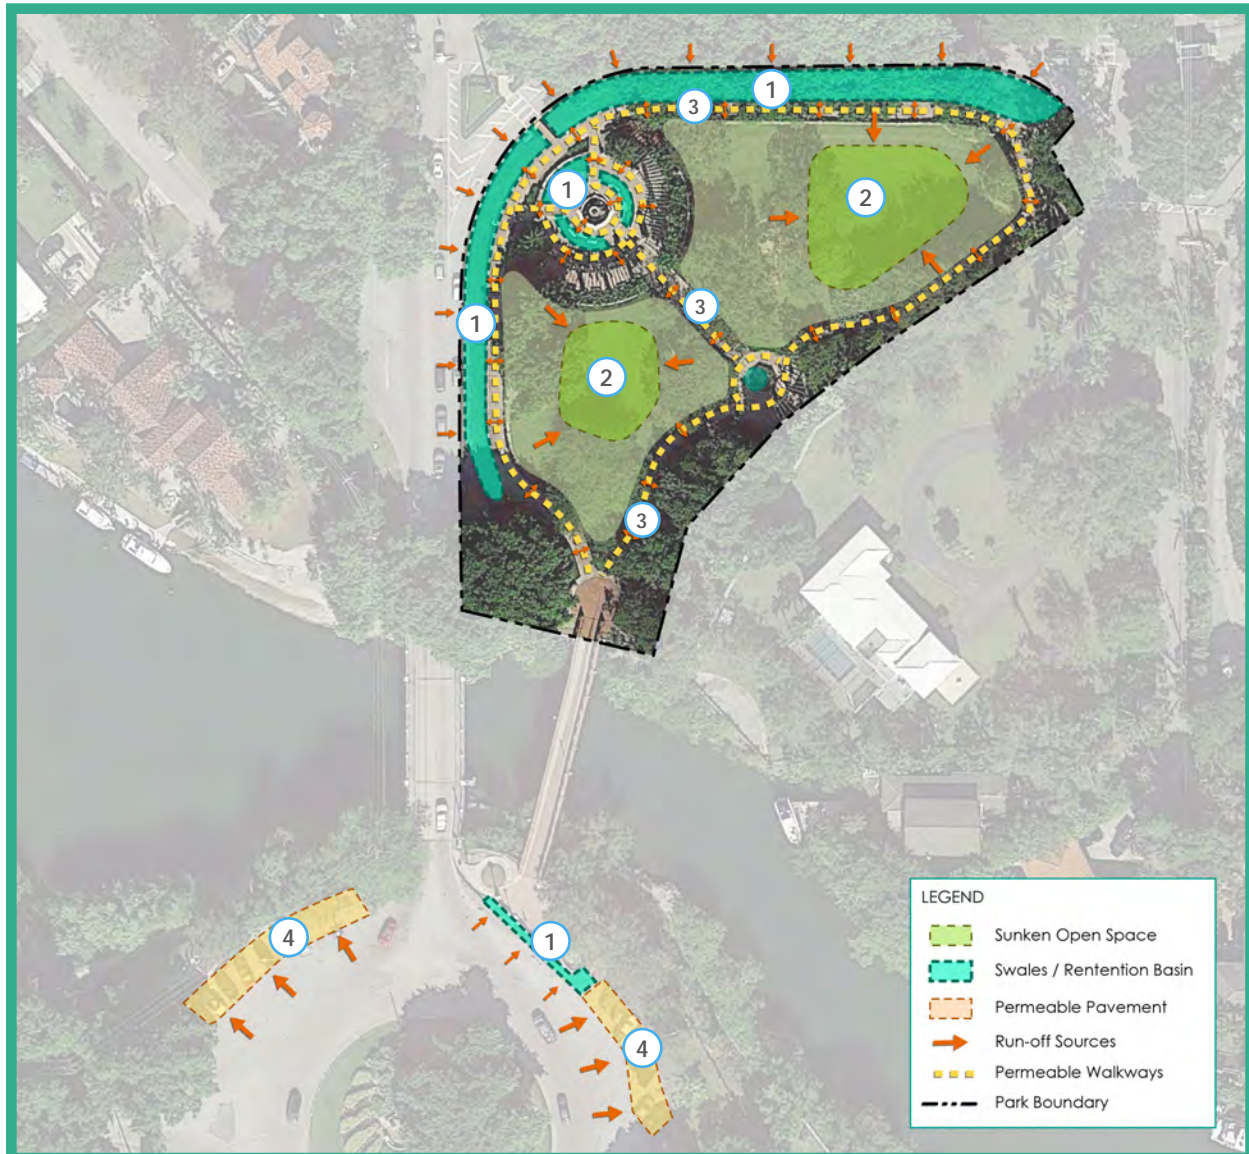 1
3
1
2
3
1
2
3
4
1
4
LEGEND
Sunken Open Space
Swales / Rentention Basin
Permeable Pavement
Run-off Sources
Permeable Walkways
Park Boundary